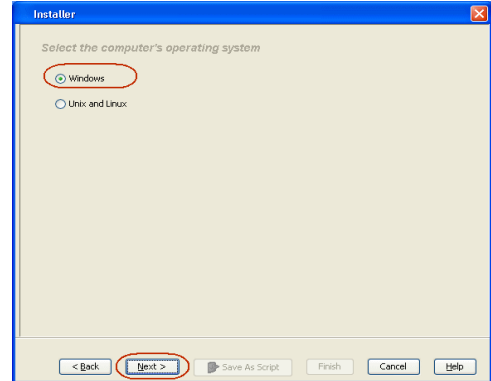 Installer
Select the computer's operating system
Windows
Unix and Linux
< Back Next > Save As Script Finish Cancel Help